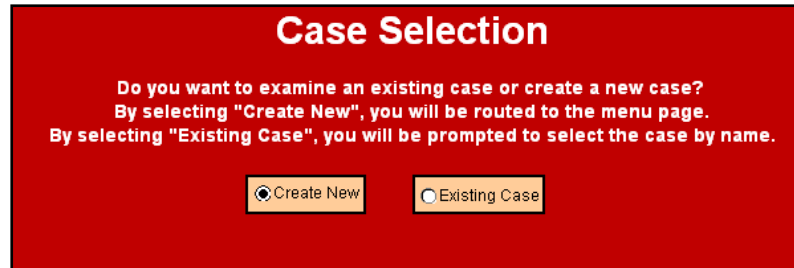 Case Selection
Do you want to examine an existing case or create a new case?
By selecting "Create New", you will be routed to the menu page.
By selecting "Existing Case", you will be prompted to select the case by name.
Create New Existing Case